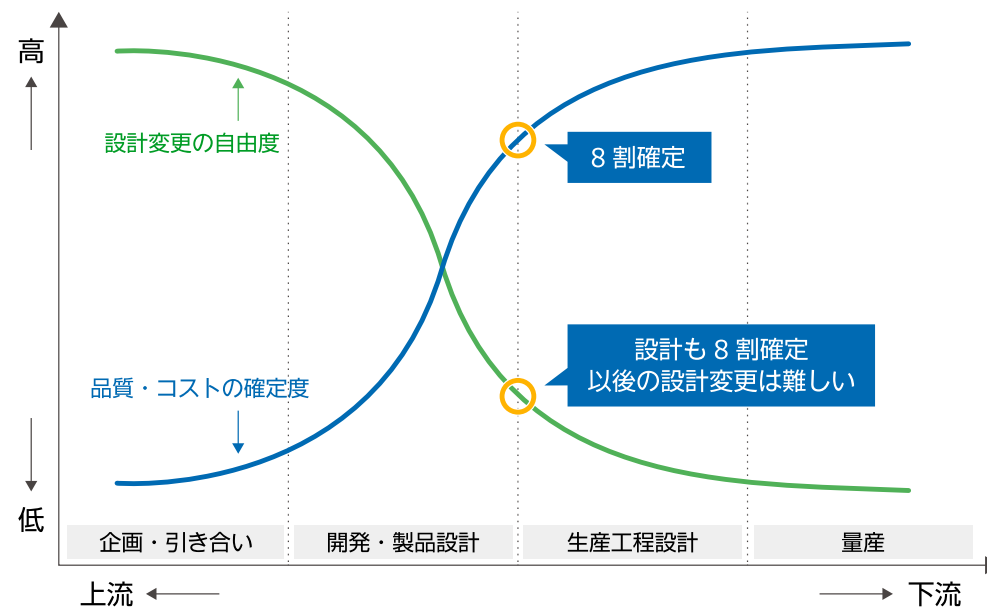 高
設計変更の自由度
8 割確定
設計も 8 割確定
以後の設計変更は難しい
品質・コストの確定度
低
企画・引き合い
開発・製品設計
生産工程設計
量産
上流
下流